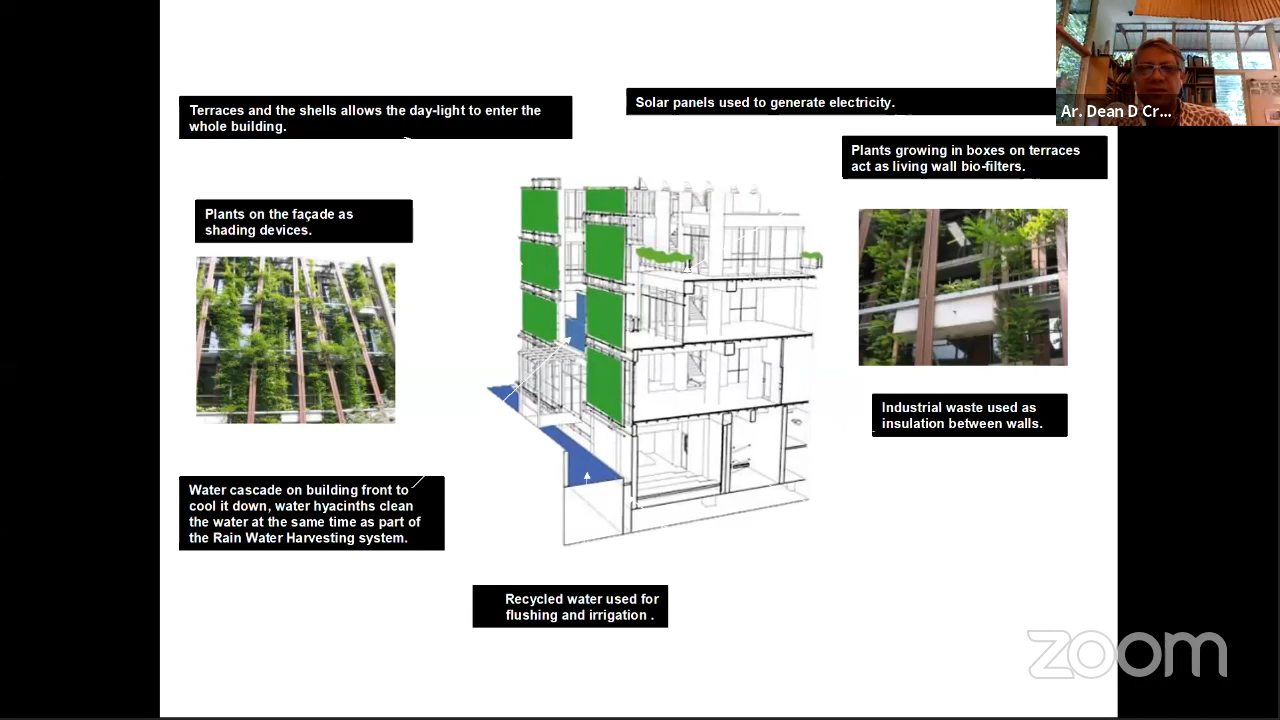 Terraces and the shells allows the day-light to enter the
whole building.
Solar panels used to generate electricity.
Ar. Dean D Cr...
Plants growing in boxes on terraces
act as living wall bio-filters.
Plants on the façade as
shading devices.
Industrial waste used as
insulation between walls.
Water cascade on building front to
cool it down, water hyacinths clean
the water at the same time as part of
the Rain Water Harvesting system.
Recycled water used for
flushing and irrigation .
zoom